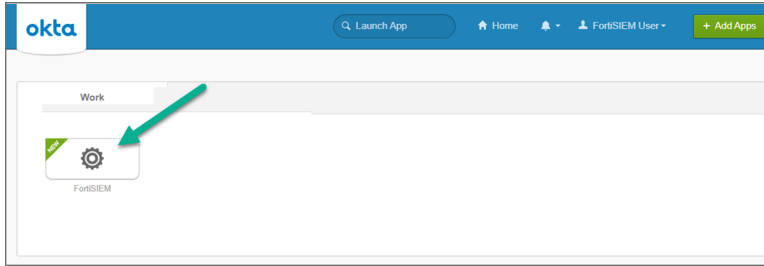 okta
Launch App
Home
FortiSIEM User
+ Add Apps
Work
NEW
FortiSIEM